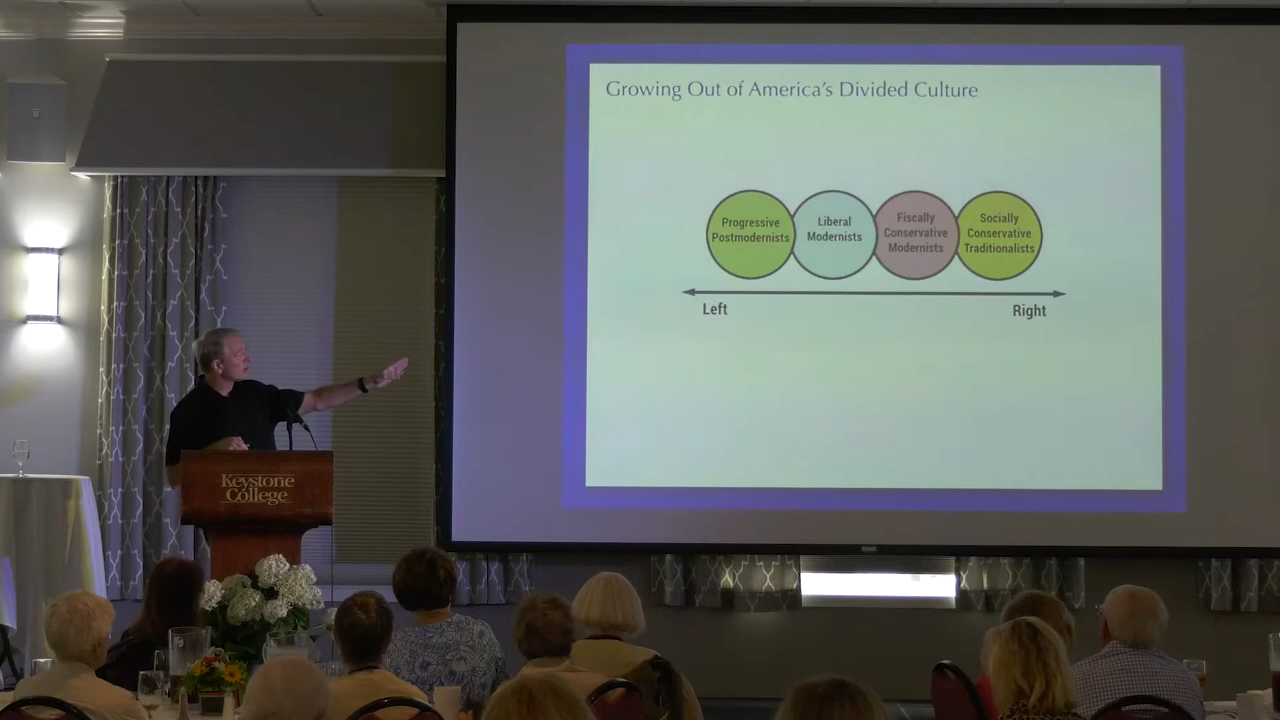 Growing Out of America's Divided Culture
Progressive
Postmodernists
Liberal
Modernists
Fiscally
Conservative
Modernists
Socially
Conservative
Traditionalists
Left
Right
Keystone
College